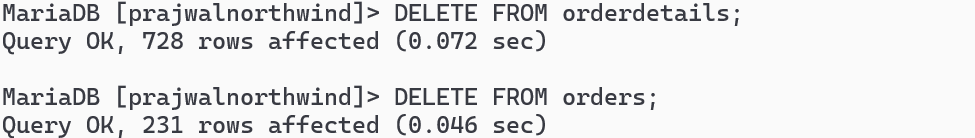 MariaDB [prajwalnorthwind]> DELETE FROM orderdetails;
Query OK, 728 rows affected (0.072 sec)
MariaDB [prajwalnorthwind]> DELETE FROM orders;
Query OK, 231 rows affected (0.046 sec)